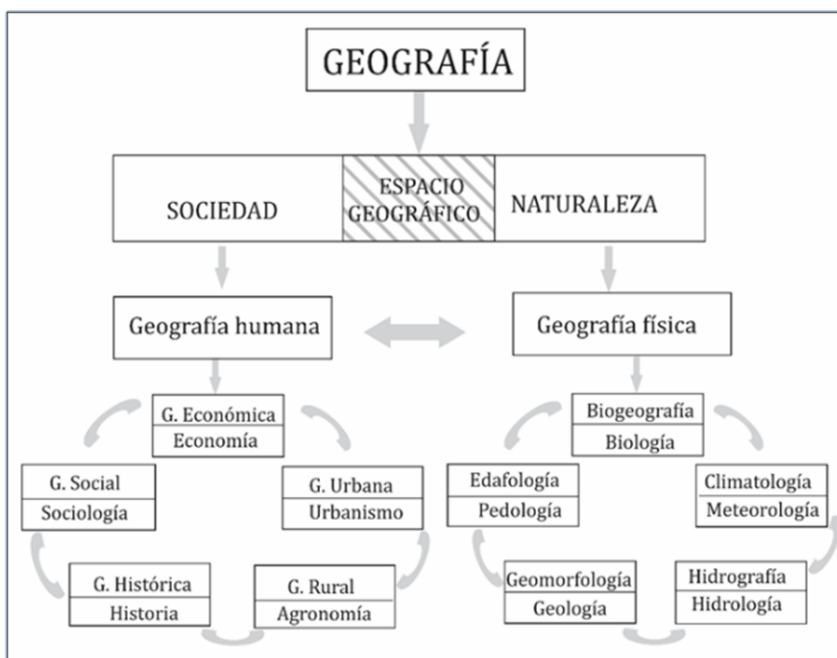 GEOGRAFÍA
SOCIEDAD
ESPACIO
GEOGRÁFICO
NATURALEZA
Geografía humana
Geografía física
G. Económica
Economía
G. Social
Sociología
G. Urbana
Urbanismo
G. Histórica
Historia
G. Rural
Agronomía
Biogeografía
Biología
Edafología
Pedología
Climatología
Meteorología
Geomorfología
Geología
Hidrografía
Hidrología